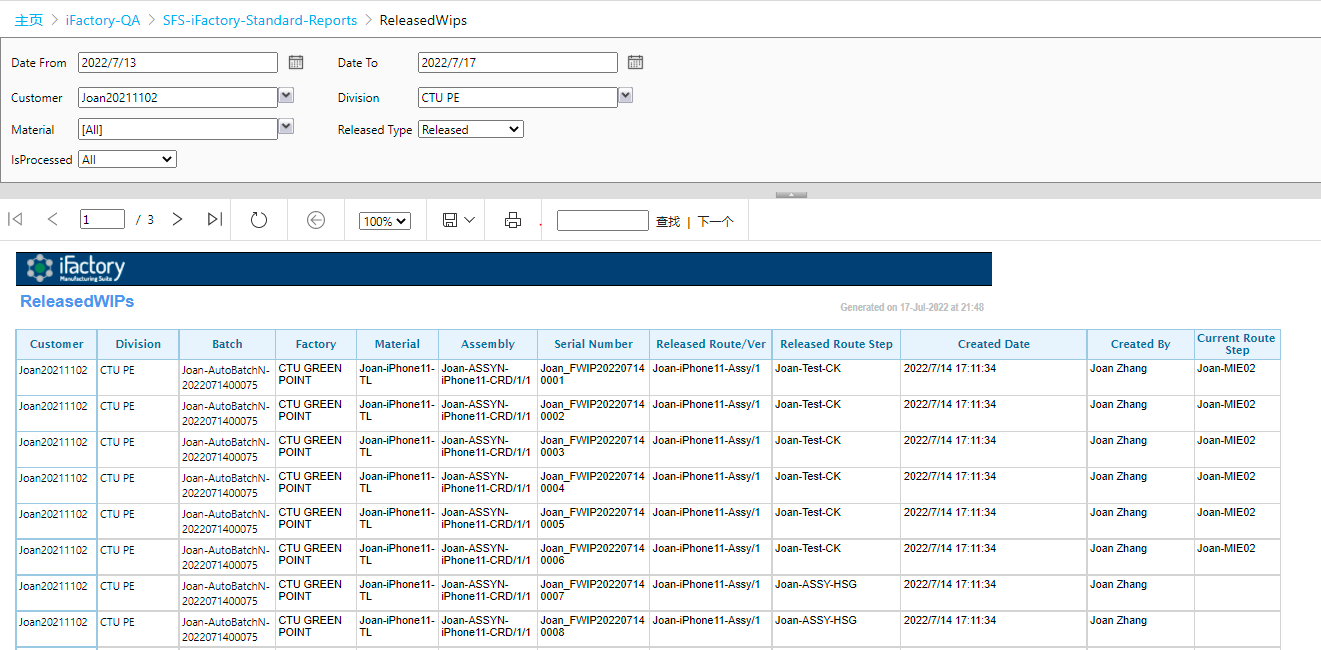 主页 > iFactory-QA > SFS-iFactory-Standard-Reports > ReleasedWips
Date From 2022/7/13 Date To 2022/7/17
Customer Joan20211102 Division CTU PE
Material [All] Released Type Released
IsProcessed All
1 / 3 100% 查找 | 下一个
iFactory
Manufacturing Suite
ReleasedWIPs
Generated on 17-Jul-2022 at 21:48
Customer Division Batch Factory Material Assembly Serial Number Released Route/Ver Released Route Step Created Date Created By Current Route
Step
Joan20211102 CTU PE Joan-AutoBatchN- CTU GREEN Joan-iPhone11- Joan-ASSYN- Joan_FWIP20220714 Joan-iPhone11-Assy/1 Joan-Test-CK 2022/7/14 17:11:34 Joan Zhang Joan-MIE02
2022071400075 POINT TL iPhone11-CRD/1/1 0001
Joan20211102 CTU PE Joan-AutoBatchN- CTU GREEN Joan-iPhone11- Joan-ASSYN- Joan_FWIP20220714 Joan-iPhone11-Assy/1 Joan-Test-CK 2022/7/14 17:11:34 Joan Zhang Joan-MIE02
2022071400075 POINT TL iPhone11-CRD/1/1 0002
Joan20211102 CTU PE Joan-AutoBatchN- CTU GREEN Joan-iPhone11- Joan-ASSYN- Joan_FWIP20220714 Joan-iPhone11-Assy/1 Joan-Test-CK 2022/7/14 17:11:34 Joan Zhang Joan-MIE02
2022071400075 POINT TL iPhone11-CRD/1/1 0003
Joan20211102 CTU PE Joan-AutoBatchN- CTU GREEN Joan-iPhone11- Joan-ASSYN- Joan_FWIP20220714 Joan-iPhone11-Assy/1 Joan-Test-CK 2022/7/14 17:11:34 Joan Zhang Joan-MIE02
2022071400075 POINT TL iPhone11-CRD/1/1 0004
Joan20211102 CTU PE Joan-AutoBatchN- CTU GREEN Joan-iPhone11- Joan-ASSYN- Joan_FWIP20220714 Joan-iPhone11-Assy/1 Joan-Test-CK 2022/7/14 17:11:34 Joan Zhang Joan-MIE02
2022071400075 POINT TL iPhone11-CRD/1/1 0005
Joan20211102 CTU PE Joan-AutoBatchN- CTU GREEN Joan-iPhone11- Joan-ASSYN- Joan_FWIP20220714 Joan-iPhone11-Assy/1 Joan-Test-CK 2022/7/14 17:11:34 Joan Zhang Joan-MIE02
2022071400075 POINT TL iPhone11-CRD/1/1 0006
Joan20211102 CTU PE Joan-AutoBatchN- CTU GREEN Joan-iPhone11- Joan-ASSYN- Joan_FWIP20220714 Joan-iPhone11-Assy/1 Joan-ASSY-HSG 2022/7/14 17:11:34 Joan Zhang
2022071400075 POINT TL iPhone11-CRD/1/1 0007
Joan20211102 CTU PE Joan-AutoBatchN- CTU GREEN Joan-iPhone11- Joan-ASSYN- Joan_FWIP20220714 Joan-iPhone11-Assy/1 Joan-ASSY-HSG 2022/7/14 17:11:34 Joan Zhang
2022071400075 POINT TL iPhone11-CRD/1/1 0008